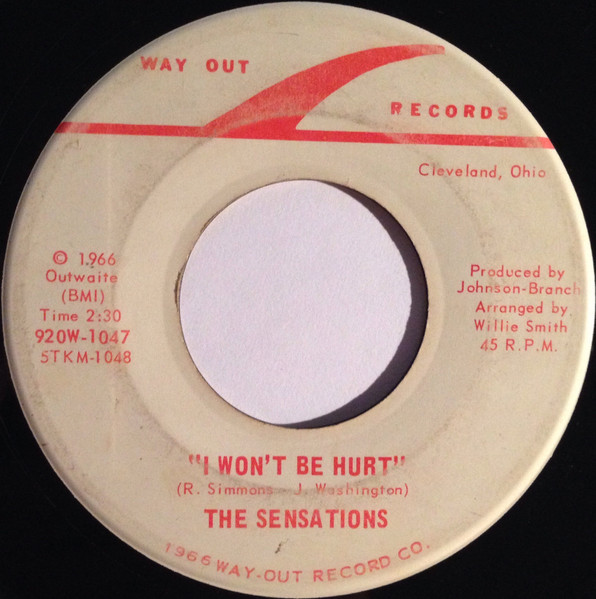 WAY OUT
RECORDS
Cleveland, Ohio
© 1966
Outwaite
(BMI)
Time 2:30
920W-1047
5TKM-1048
Produced by
Johnson-Branch
Arranged by
Willie Smith
45 R.P.M.
"I WON'T BE HURT"
(R. Simmons - J. Washington)
THE SENSATIONS
1966 WAY-OUT RECORD CO.